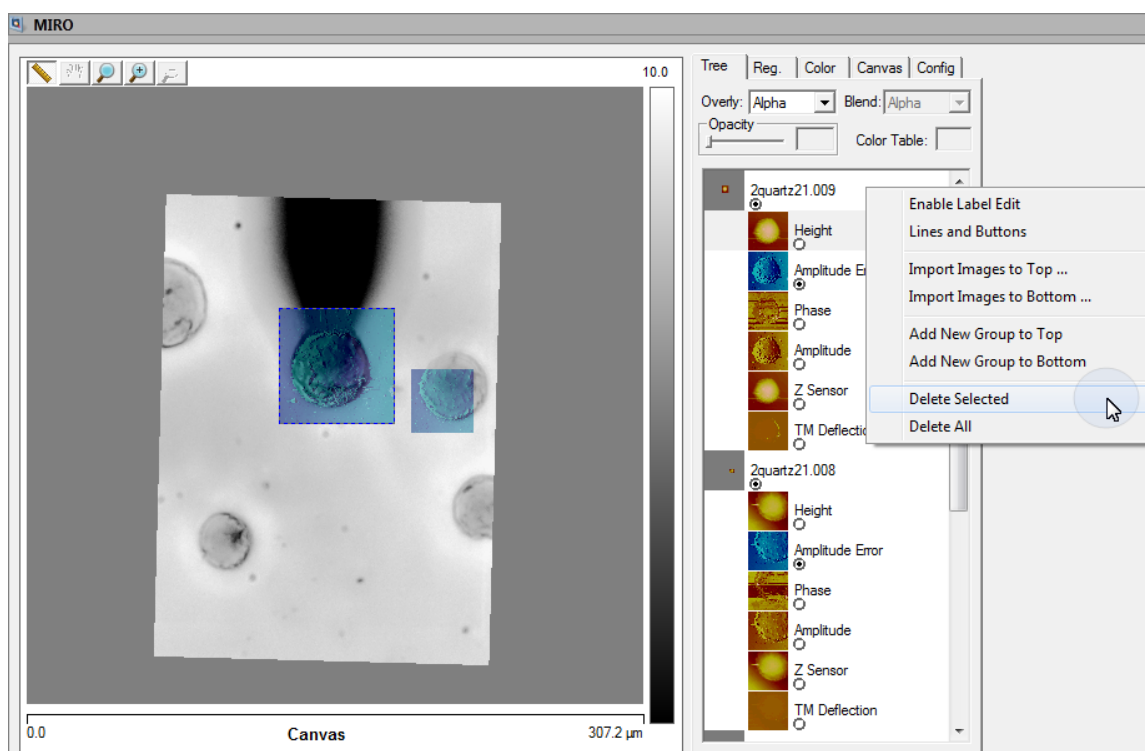 MIRO
10.0
Tree Reg. Color Canvas Config
Overly: Alpha Blend: Alpha
Opacity
Color Table:
2quartz21.009
Height
Amplitude Er
Phase
Amplitude
Z Sensor
TM Deflectio
Enable Label Edit
Lines and Buttons
Import Images to Top ...
Import Images to Bottom ...
Add New Group to Top
Add New Group to Bottom
Delete Selected
Delete All
2quartz21.008
Height
Amplitude Error
Phase
Amplitude
Z Sensor
TM Deflection
0.0 Canvas 307.2 µm